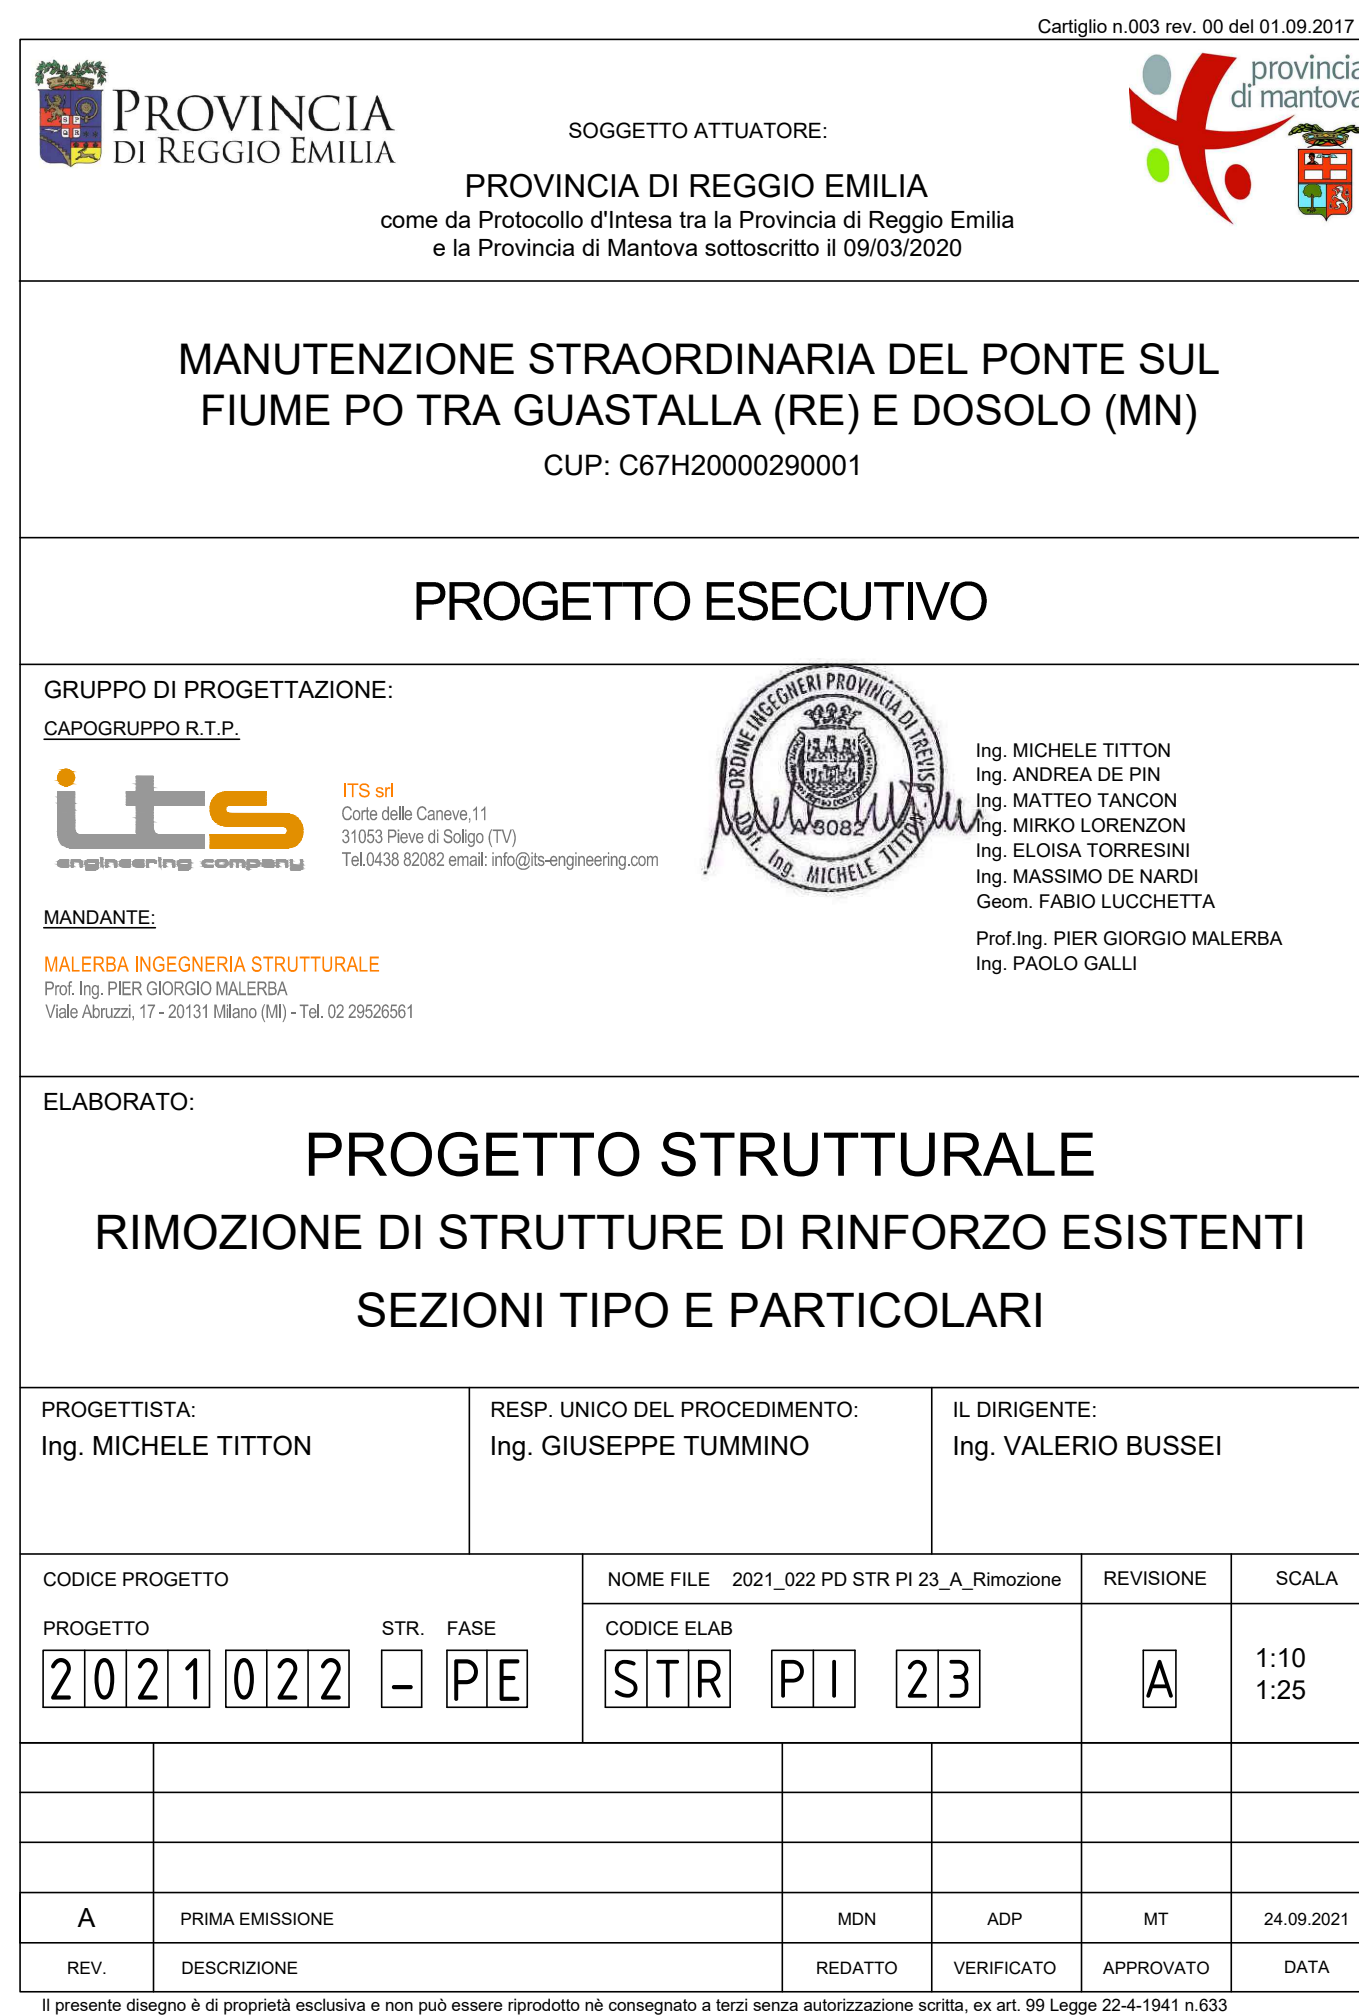 Cartiglio n.003 rev. 00 del 01.09.2017
PROVINCIA
DI REGGIO EMILIA
SOGGETTO ATTUATORE:
PROVINCIA DI REGGIO EMILIA
come da Protocollo d'Intesa tra la Provincia di Reggio Emilia
e la Provincia di Mantova sottoscritto il 09/03/2020
provincia
di mantova
MANUTENZIONE STRAORDINARIA DEL PONTE SUL
FIUME PO TRA GUASTALLA (RE) E DOSOLO (MN)
CUP: C67H20000290001
PROGETTO ESECUTIVO
GRUPPO DI PROGETTAZIONE:
CAPOGRUPPO R.T.P.
its
engineering company
ITS srl
Corte delle Caneve,11
31053 Pieve di Soligo (TV)
Tel.0438 82082 email: info@its-engineering.com
MANDANTE:
MALERBA INGEGNERIA STRUTTURALE
Prof. Ing. PIER GIORGIO MALERBA
Viale Abruzzi, 17 - 20131 Milano (MI) - Tel. 02 29526561
ORDINE INGEGNERI PROVINCIA DI TREVISO
A 3082
Dott. Ing. MICHELE TITTON
Ing. MICHELE TITTON
Ing. ANDREA DE PIN
Ing. MATTEO TANCON
Ing. MIRKO LORENZON
Ing. ELOISA TORRESINI
Ing. MASSIMO DE NARDI
Geom. FABIO LUCCHETTA
Prof.Ing. PIER GIORGIO MALERBA
Ing. PAOLO GALLI
ELABORATO:
PROGETTO STRUTTURALE
RIMOZIONE DI STRUTTURE DI RINFORZO ESISTENTI
SEZIONI TIPO E PARTICOLARI
PROGETTISTA:
Ing. MICHELE TITTON
RESP. UNICO DEL PROCEDIMENTO:
Ing. GIUSEPPE TUMMINO
IL DIRIGENTE:
Ing. VALERIO BUSSEI
CODICE PROGETTO
NOME FILE 2021_022 PD STR PI 23_A_Rimozione
REVISIONE
SCALA
PROGETTO STR. FASE
CODICE ELAB
2021 022 - PE
STR PI 23
A
1:10
1:25
A PRIMA EMISSIONE MDN ADP MT 24.09.2021
REV. DESCRIZIONE REDATTO VERIFICATO APPROVATO DATA
Il presente disegno è di proprietà esclusiva e non può essere riprodotto nè consegnato a terzi senza autorizzazione scritta, ex art. 99 Legge 22-4-1941 n.633